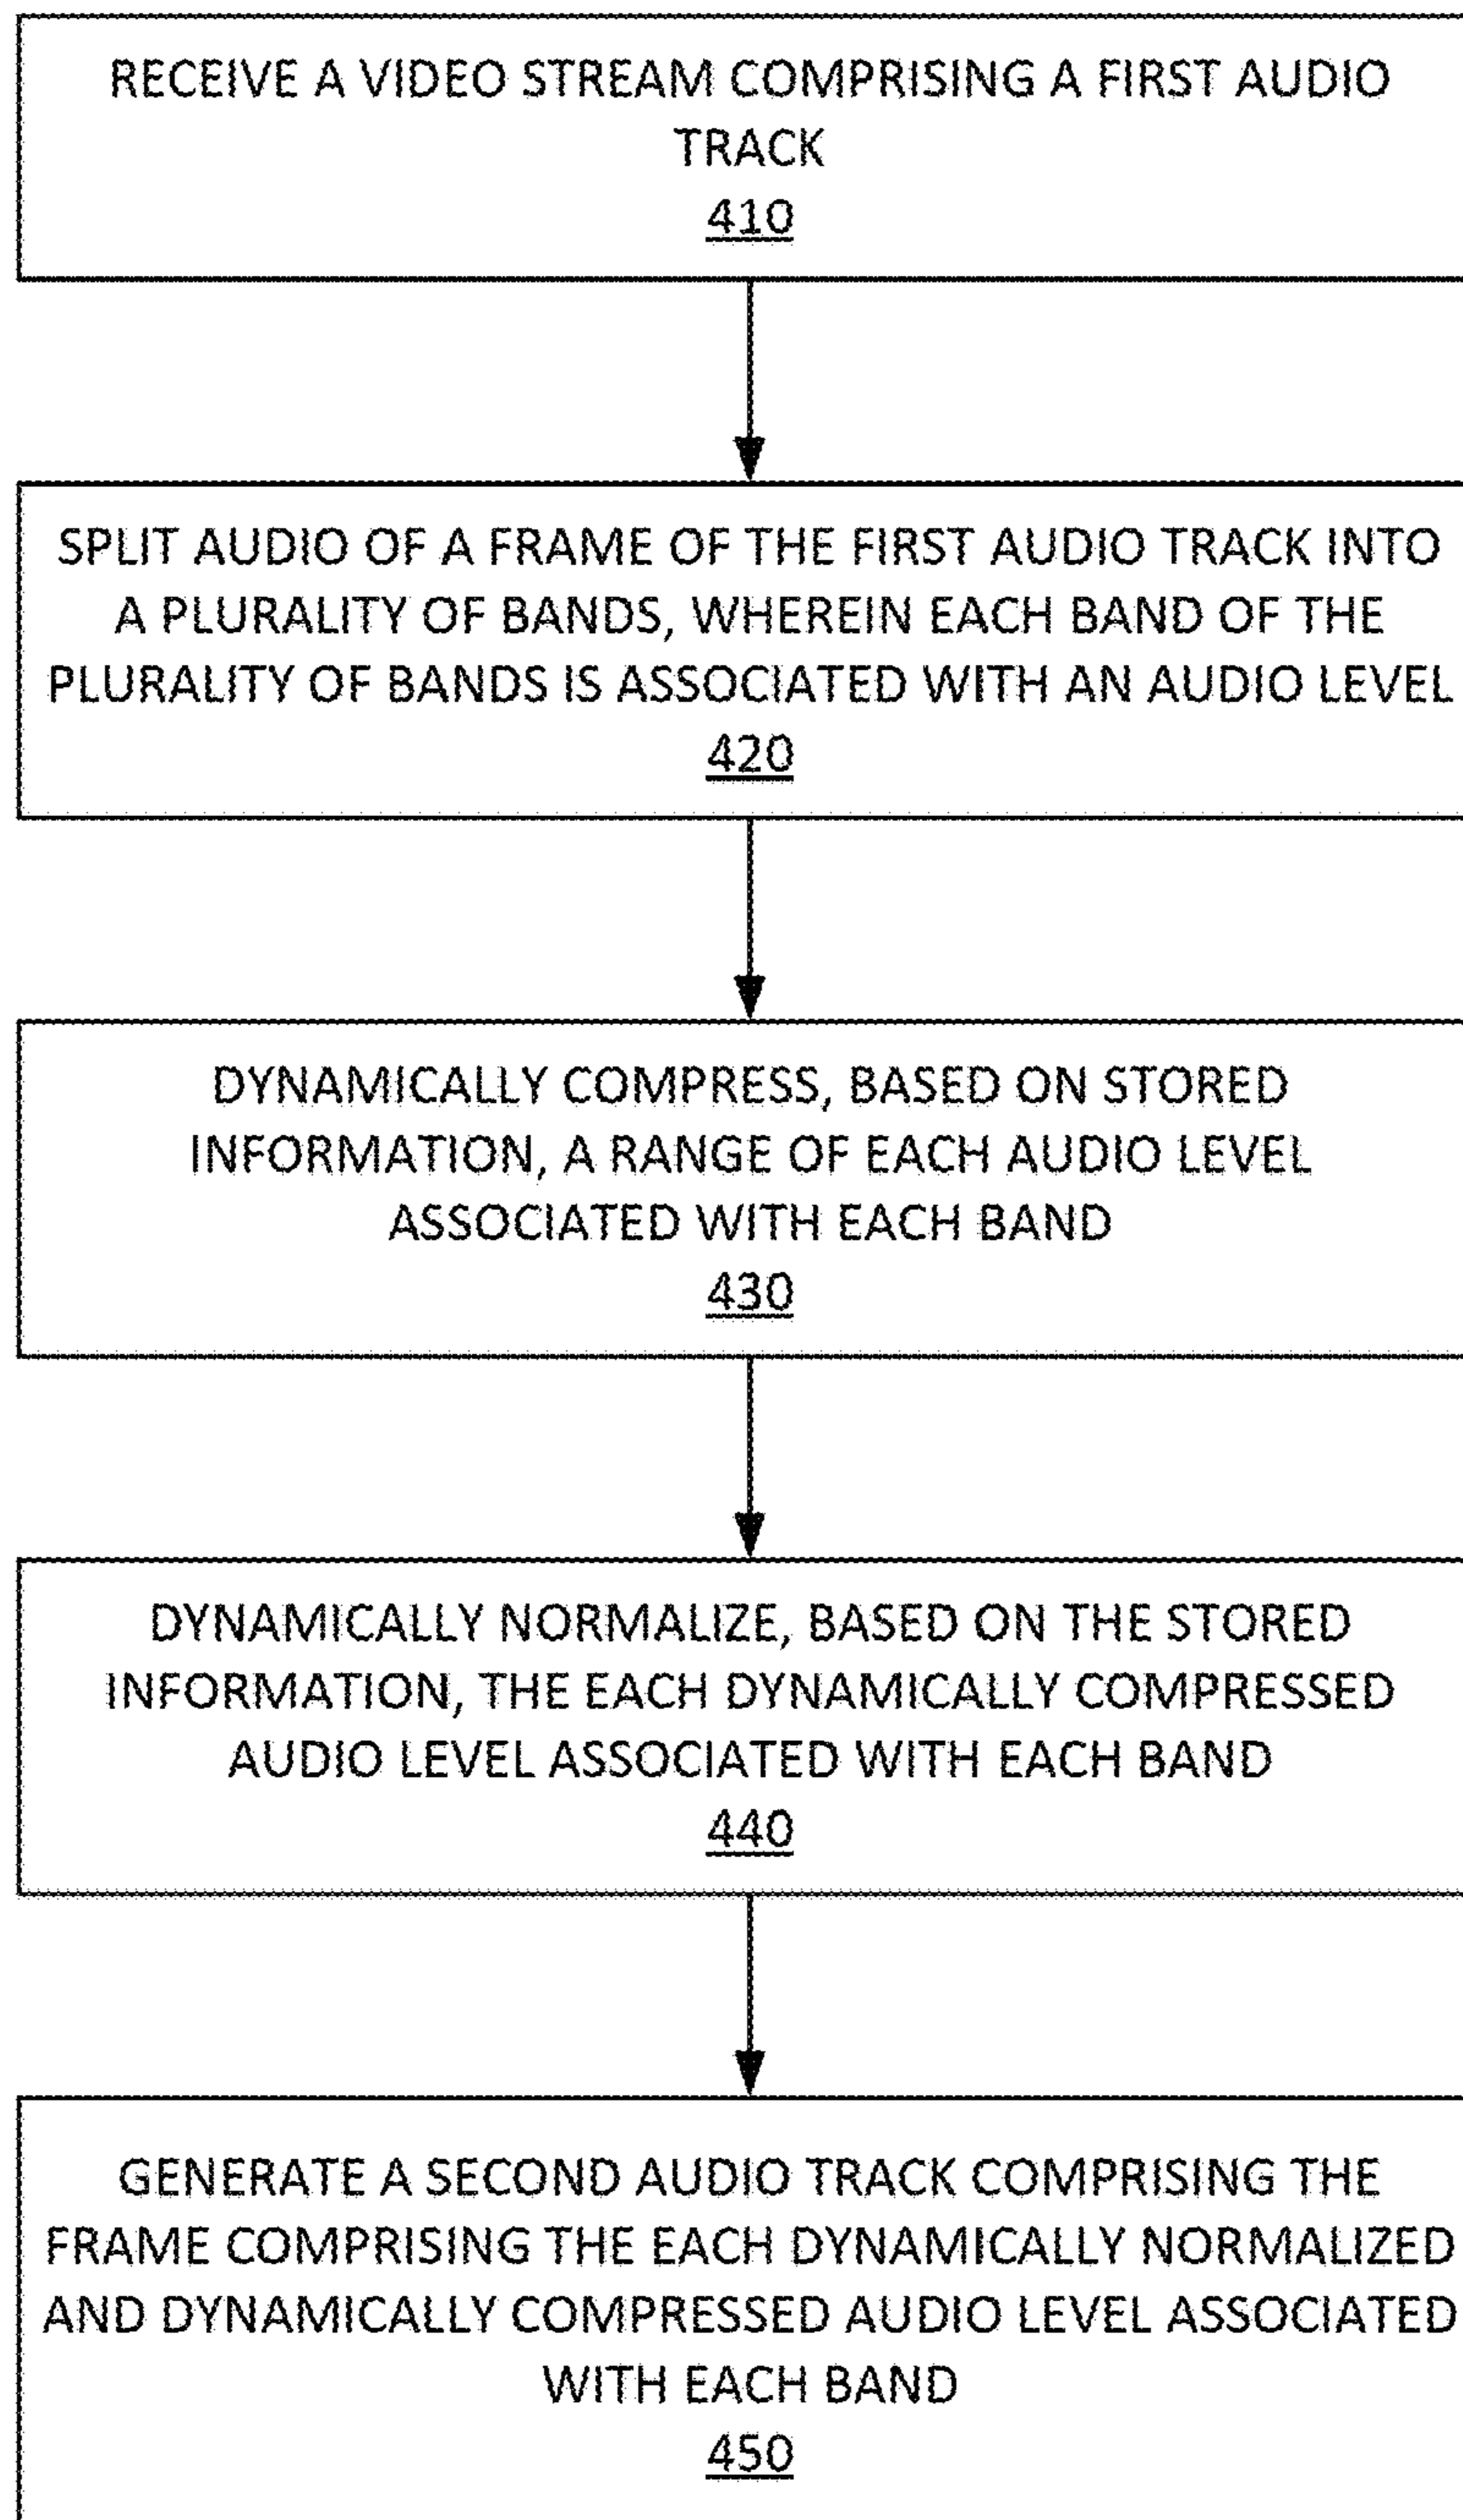 RECEIVE A VIDEO STREAM COMPRISING A FIRST AUDIO
TRACK
410
SPLIT AUDIO OF A FRAME OF THE FIRST AUDIO TRACK INTO
A PLURALITY OF BANDS, WHEREIN EACH BAND OF THE
PLURALITY OF BANDS IS ASSOCIATED WITH AN AUDIO LEVEL
420
DYNAMICALLY COMPRESS, BASED ON STORED
INFORMATION, A RANGE OF EACH AUDIO LEVEL
ASSOCIATED WITH EACH BAND
430
DYNAMICALLY NORMALIZE, BASED ON THE STORED
INFORMATION, THE EACH DYNAMICALLY COMPRESSED
AUDIO LEVEL ASSOCIATED WITH EACH BAND
440
GENERATE A SECOND AUDIO TRACK COMPRISING THE
FRAME COMPRISING THE EACH DYNAMICALLY NORMALIZED
AND DYNAMICALLY COMPRESSED AUDIO LEVEL ASSOCIATED
WITH EACH BAND
450